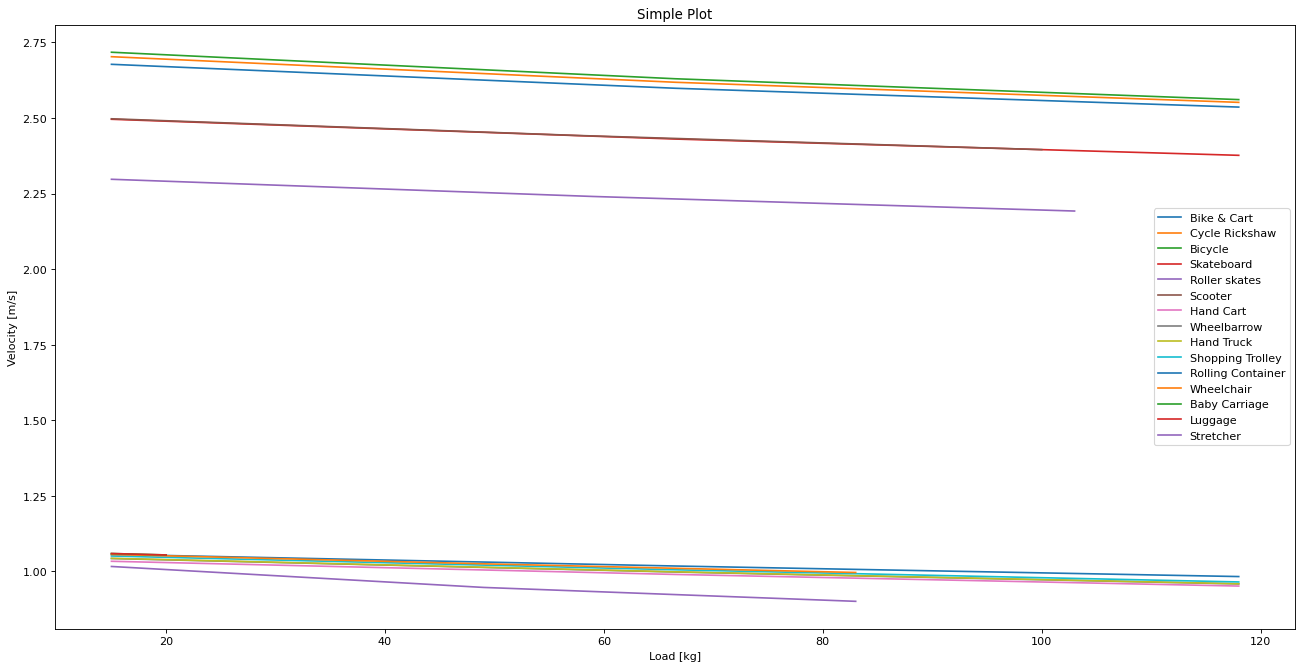 Simple Plot
2.75
2.50
2.25
2.00
1.75
1.50
1.25
1.00
Velocity [m/s]
Bike & Cart
Cycle Rickshaw
Bicycle
Skateboard
Roller skates
Scooter
Hand Cart
Wheelbarrow
Hand Truck
Shopping Trolley
Rolling Container
Wheelchair
Baby Carriage
Luggage
Stretcher
20 40 60 80 100 120
Load [kg]